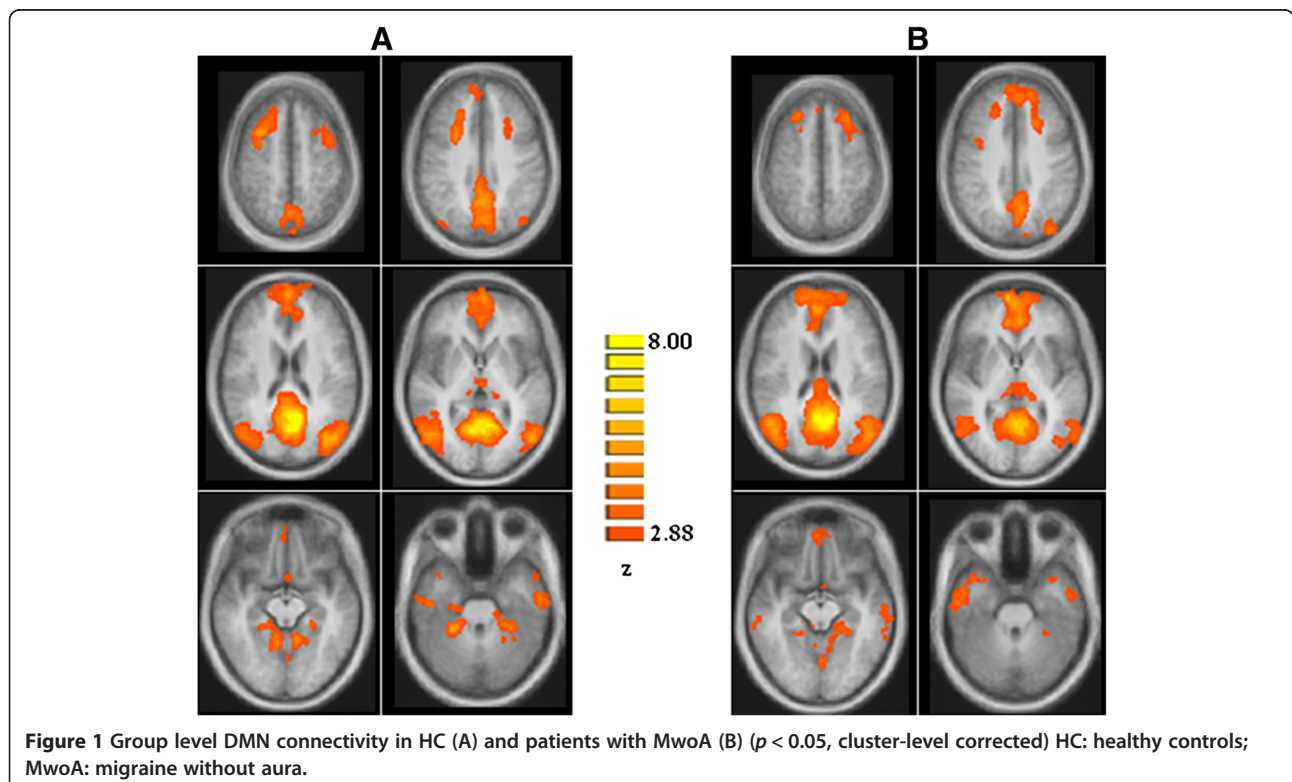 A
B
8.00
2.88
z
Figure 1 Group level DMN connectivity in HC (A) and patients with MwoA (B) (p < 0.05, cluster-level corrected) HC: healthy controls;
MwoA: migraine without aura.